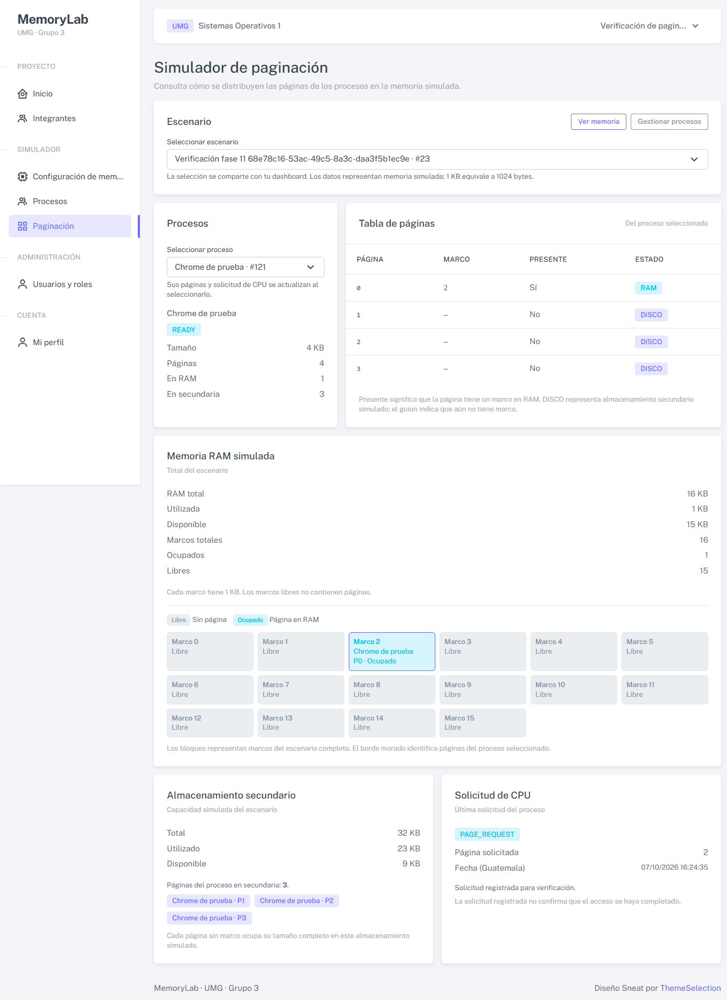 MemoryLab
UMG · Grupo 3
PROYECTO
Inicio
Integrantes
SIMULADOR
Configuración de mem...
Procesos
Paginación
ADMINISTRACIÓN
Usuarios y roles
CUENTA
Mi perfil
UMG Sistemas Operativos 1
Verificación de pagin...
Simulador de paginación
Consulta cómo se distribuyen las páginas de los procesos en la memoria simulada.
Escenario
Ver memoria
Gestionar procesos
Seleccionar escenario
Verificación fase 11 68e78c16-53ac-49c5-8a3c-daa3f5b1ec9e · #23
La selección se comparte con tu dashboard. Los datos representan memoria simulada; 1 KB equivale a 1024 bytes.
Procesos
Seleccionar proceso
Chrome de prueba · #121
Sus páginas y solicitud de CPU se actualizan al
seleccionarlo.
Chrome de prueba
READY
Tamaño 4 KB
Páginas 4
En RAM 1
En secundaria 3
Tabla de páginas
Del proceso seleccionado
PÁGINA MARCO PRESENTE ESTADO
0 2 Sí RAM
1 — No DISCO
2 — No DISCO
3 — No DISCO
Presente significa que la página tiene un marco en RAM. DISCO representa almacenamiento secundario
simulado; el guion indica que aún no tiene marco.
Memoria RAM simulada
Total del escenario
RAM total 16 KB
Utilizada 1 KB
Disponible 15 KB
Marcos totales 16
Ocupados 1
Libres 15
Cada marco tiene 1 KB. Los marcos libres no contienen páginas.
Libre Sin página Ocupado Página en RAM
Marco 0
Libre
Marco 1
Libre
Marco 2
Chrome de prueba
P0 · Ocupado
Marco 3
Libre
Marco 4
Libre
Marco 5
Libre
Marco 6
Libre
Marco 7
Libre
Marco 8
Libre
Marco 9
Libre
Marco 10
Libre
Marco 11
Libre
Marco 12
Libre
Marco 13
Libre
Marco 14
Libre
Marco 15
Libre
Los bloques representan marcos del escenario completo. El borde morado identifica páginas del proceso seleccionado.
Almacenamiento secundario
Capacidad simulada del escenario
Total 32 KB
Utilizado 23 KB
Disponible 9 KB
Páginas del proceso en secundaria: 3.
Chrome de prueba · P1
Chrome de prueba · P2
Chrome de prueba · P3
Cada página sin marco ocupa su tamaño completo en este almacenamiento
simulado.
Solicitud de CPU
Última solicitud del proceso
PAGE_REQUEST
Página solicitada 2
Fecha (Guatemala) 07/10/2026 16:24:35
Solicitud registrada para verificación.
La solicitud registrada no confirma que el acceso se haya completado.
MemoryLab · UMG · Grupo 3
Diseño Sneat por ThemeSelection